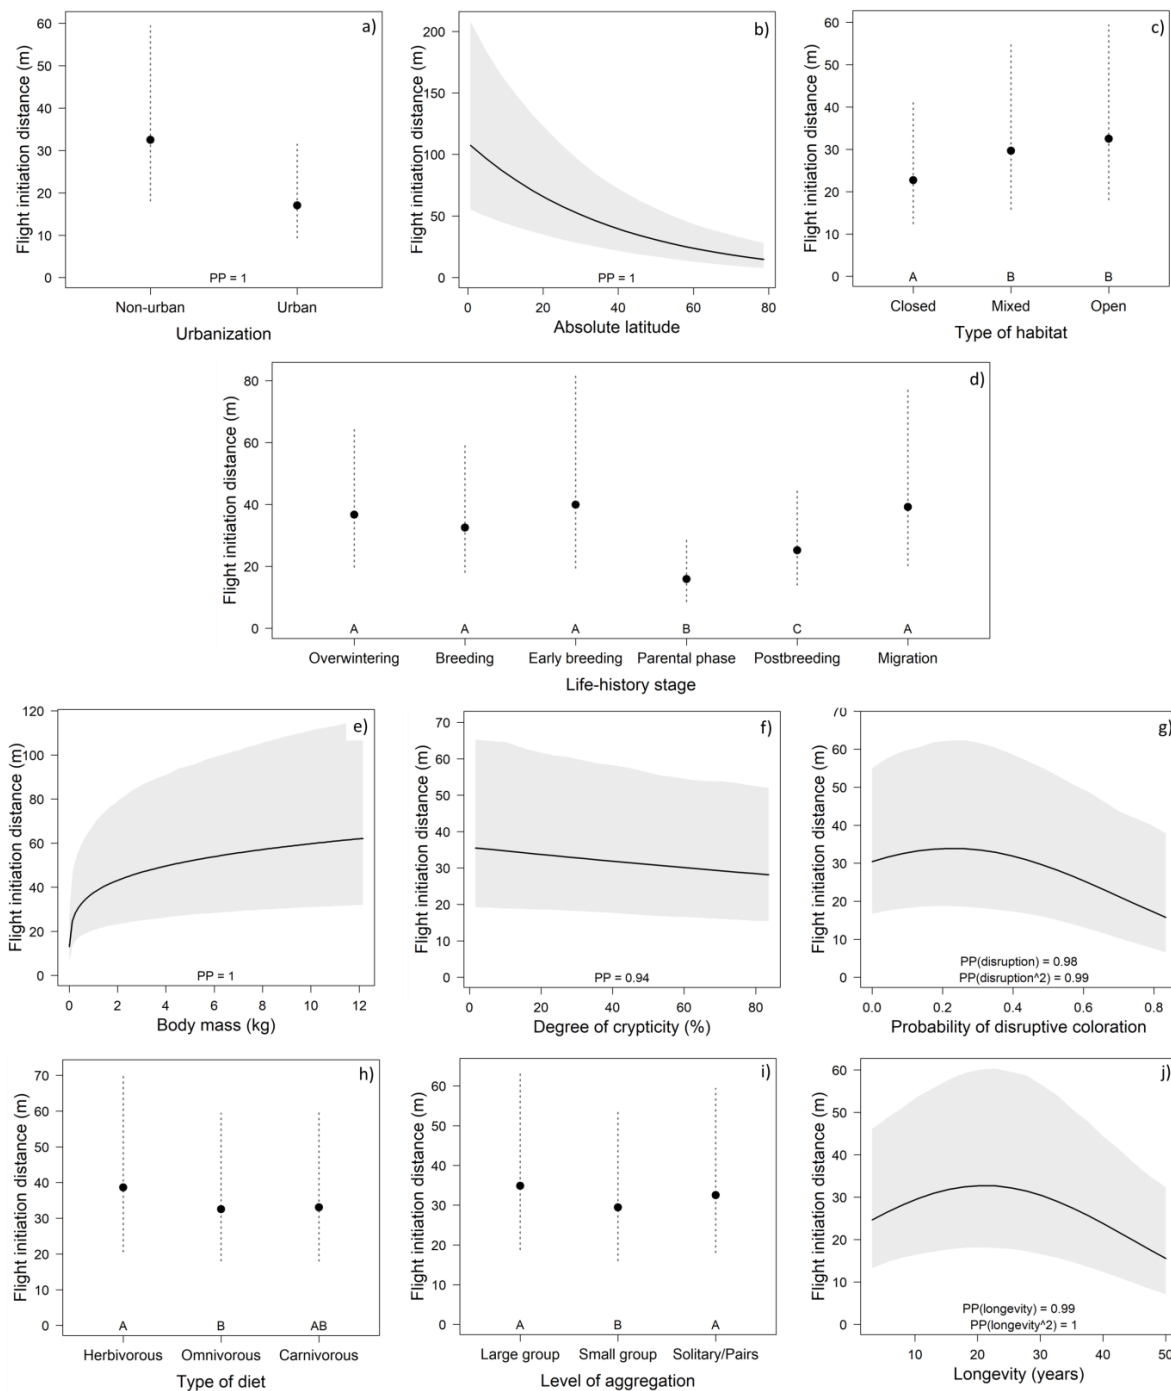 a)
Flight initiation distance (m)
60
50
40
30
20
10
0
PP = 1
Non-urban Urban
Urbanization
b)
Flight initiation distance (m)
200
150
100
50
0
PP = 1
0 20 40 60 80
Absolute latitude
c)
Flight initiation distance (m)
60
50
40
30
20
10
0
A B B
Closed Mixed Open
Type of habitat
d)
Flight initiation distance (m)
80
60
40
20
0
A A A B C A
Overwintering Breeding Early breeding Parental phase Postbreeding Migration
Life-history stage
e)
Flight initiation distance (m)
120
100
80
60
40
20
0
PP = 1
0 2 4 6 8 10 12
Body mass (kg)
f)
Flight initiation distance (m)
70
60
50
40
30
20
10
0
PP = 0.94
0 20 40 60 80
Degree of crypticity (%)
g)
Flight initiation distance (m)
70
60
50
40
30
20
10
0
PP(disruption) = 0.98
PP(disruption^2) = 0.99
0.0 0.2 0.4 0.6 0.8
Probability of disruptive coloration
h)
Flight initiation distance (m)
70
60
50
40
30
20
10
0
A B AB
Herbivorous Omnivorous Carnivorous
Type of diet
i)
Flight initiation distance (m)
60
50
40
30
20
10
0
A B A
Large group Small group Solitary/Pairs
Level of aggregation
j)
Flight initiation distance (m)
60
50
40
30
20
10
0
PP(longevity) = 0.99
PP(longevity^2) = 1
10 20 30 40 50
Longevity (years)